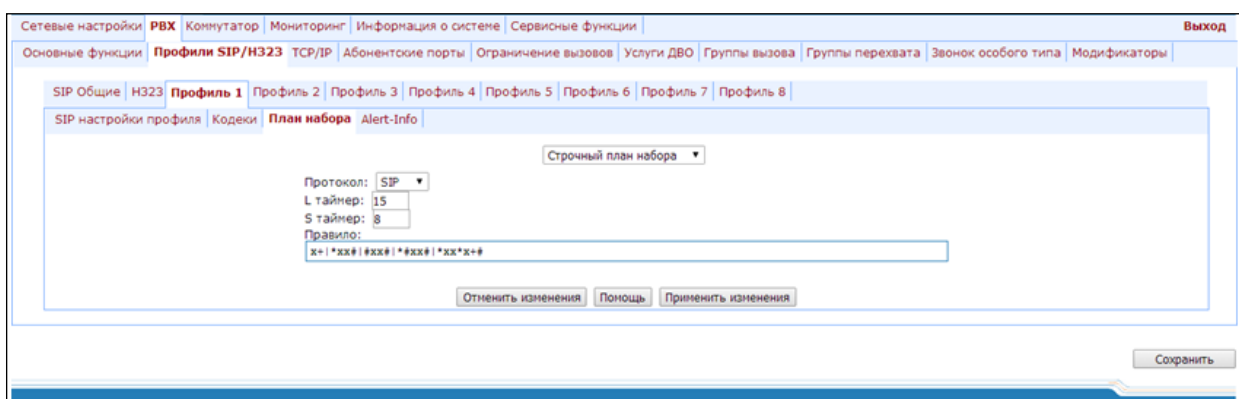 Сетевые настройки PBX Коммутатор Мониторинг Информация о системе Сервисные функции Выход
Основные функции Профили SIP/H323 TCP/IP Абонентские порты Ограничение вызовов Услуги ДВО Группы вызова Группы перехвата Звонок особого типа Модификаторы
SIP Общие H323 Профиль 1 Профиль 2 Профиль 3 Профиль 4 Профиль 5 Профиль 6 Профиль 7 Профиль 8
SIP настройки профиля Кодеки План набора Alert-Info
Строчный план набора
Протокол: SIP
L таймер: 15
S таймер: 8
Правило:
x+|*xx#|#xx#|*#xx#|*xx*x+#
Отменить изменения Помощь Применить изменения
Сохранить